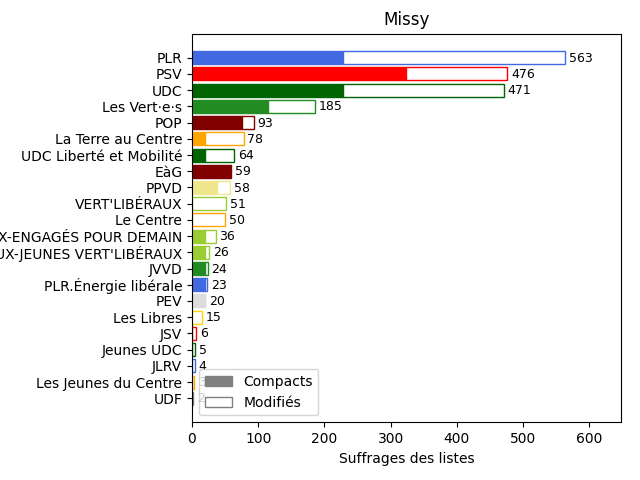 Missy
PLR 563
PSV 476
UDC 471
Les Vert·e·s 185
POP 93
La Terre au Centre 78
UDC Liberté et Mobilité 64
EàG 59
PPVD 58
VERT'LIBÉRAUX 51
Le Centre 50
X-ENGAGÉS POUR DEMAIN 36
UX-JEUNES VERT'LIBÉRAUX 26
JVVD 24
PLR.Énergie libérale 23
PEV 20
Les Libres 15
JSV 6
Jeunes UDC 5
JLRV 4
Les Jeunes du Centre 3
UDF 2
Compacts
Modifiés
0 100 200 300 400 500 600
Suffrages des listes